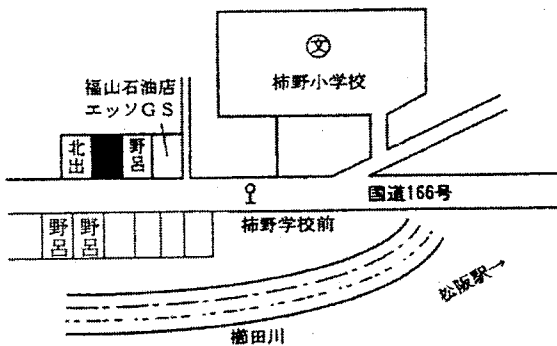 文
柿野小学校
福山石油店
エッソGS
北出
野呂
国道166号
柿野学校前
野呂
野呂
松阪駅→
櫛田川